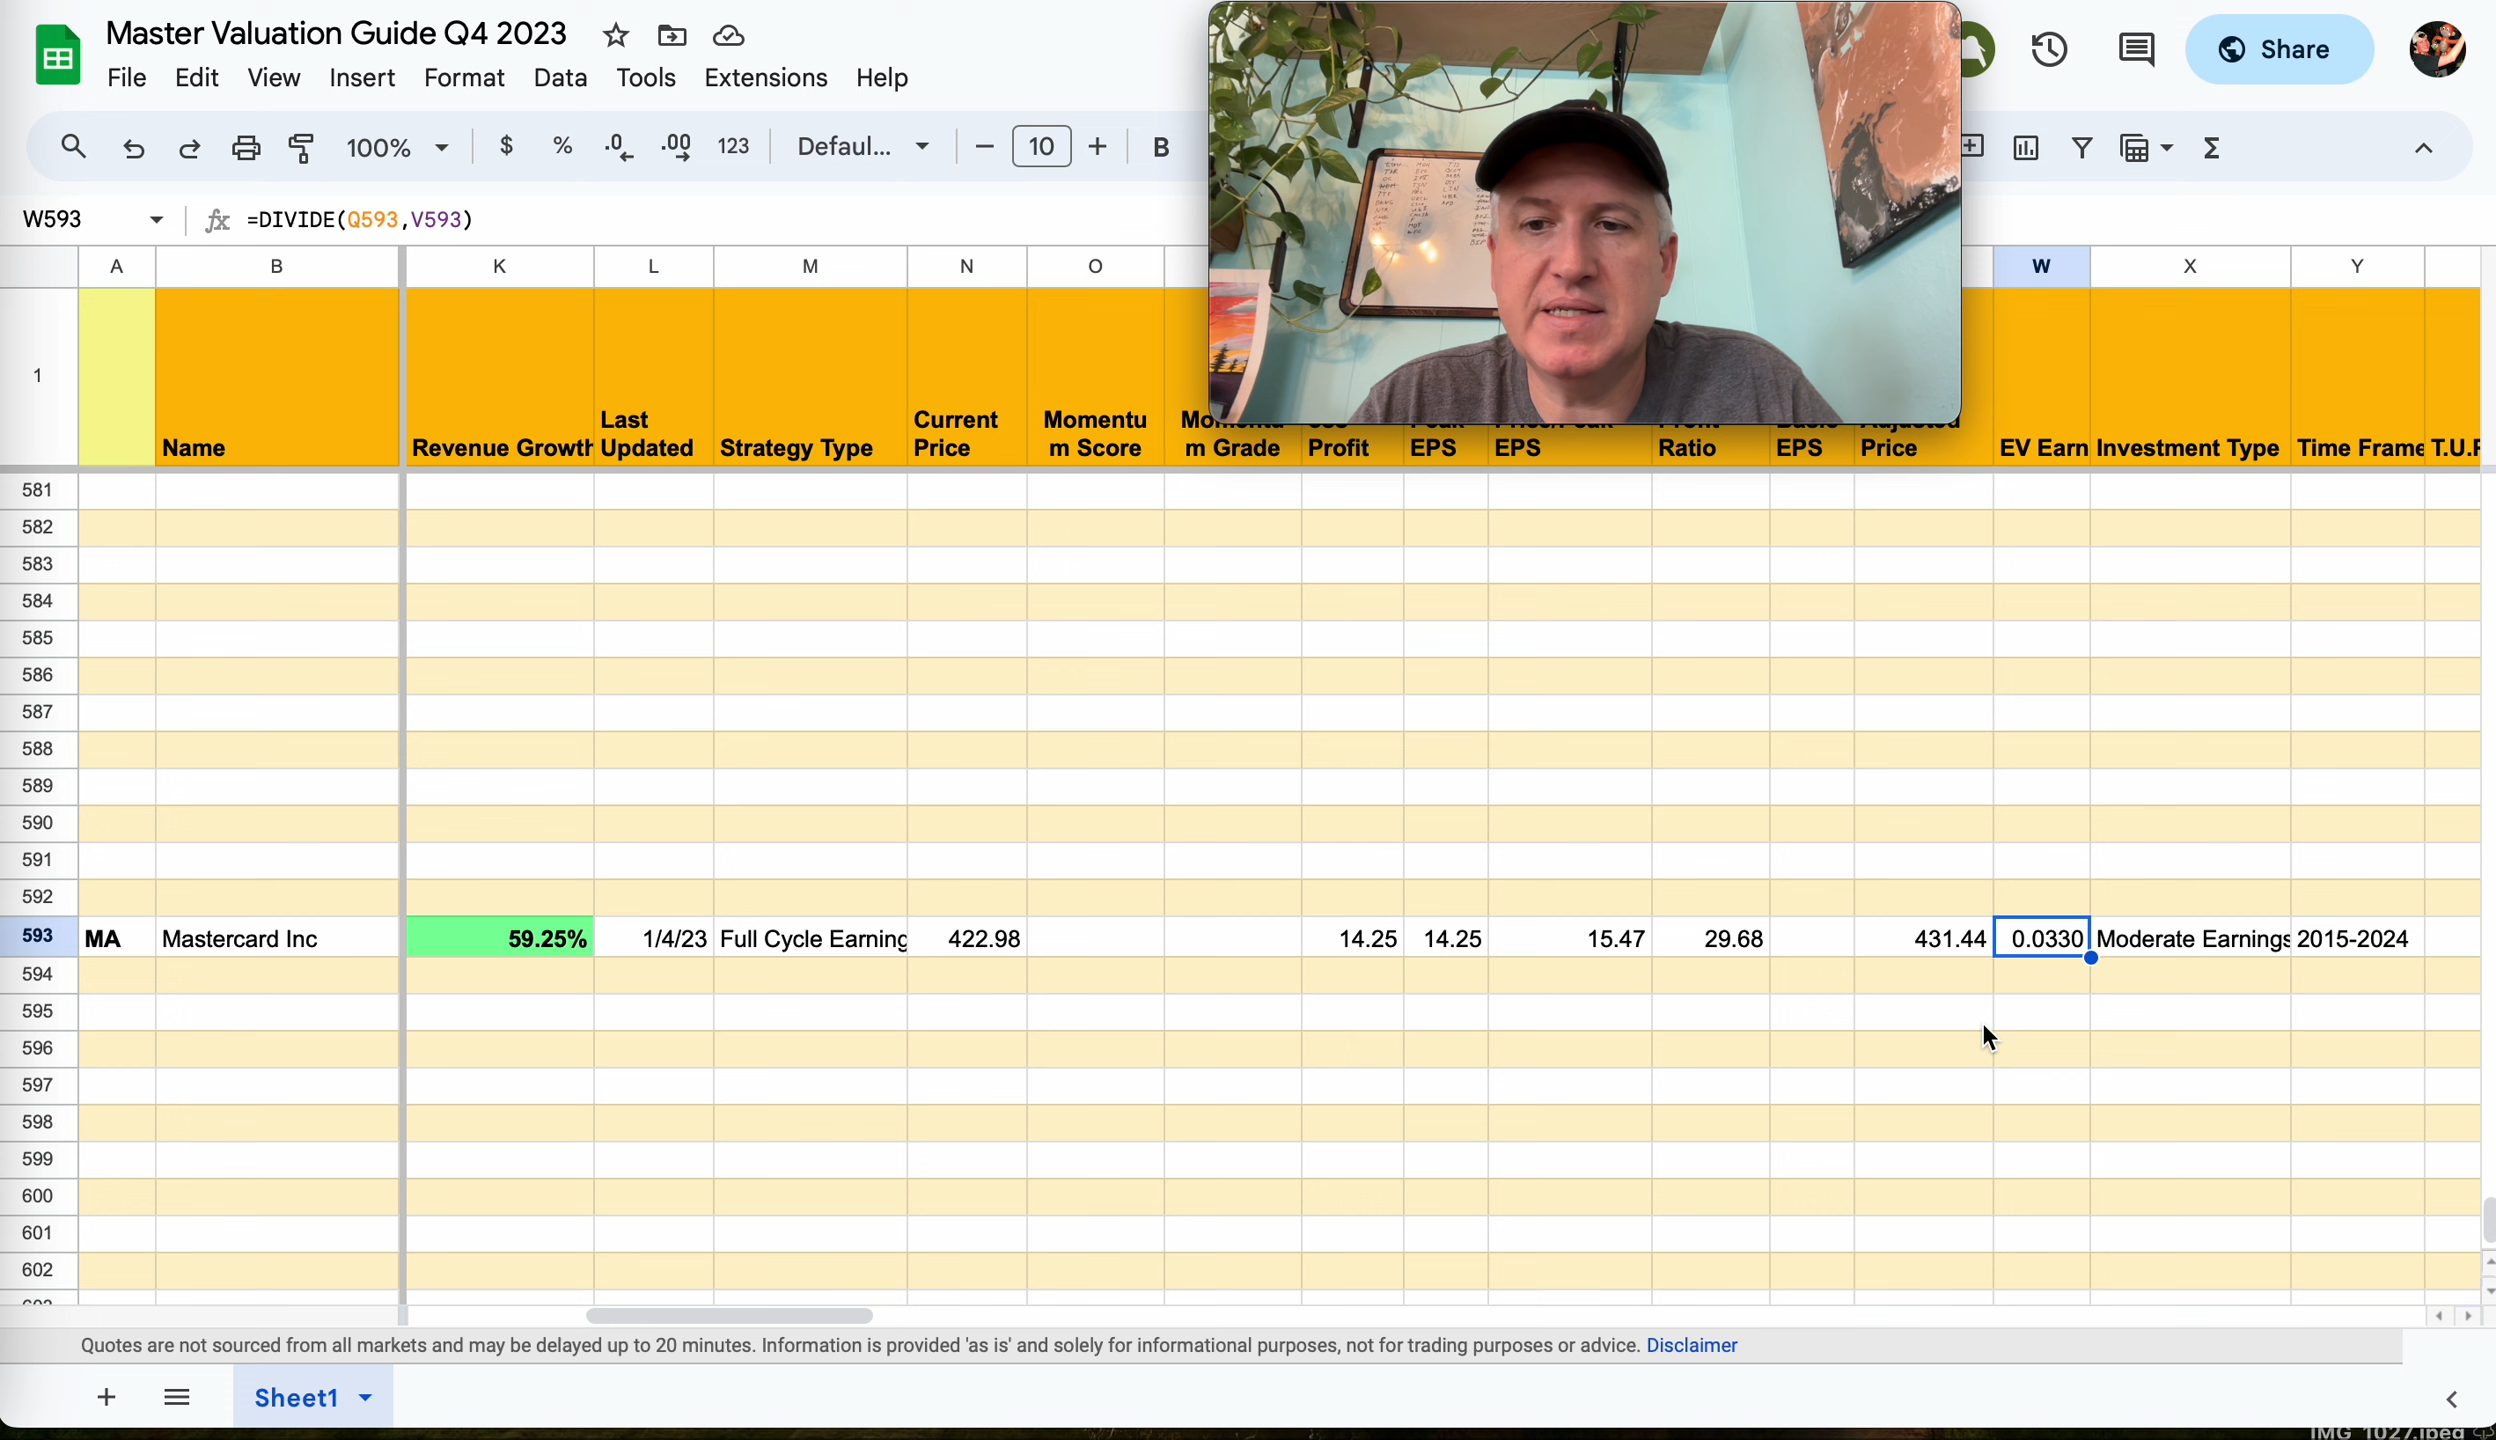 Master Valuation Guide Q4 2023
File Edit View Insert Format Data Tools Extensions Help
Share
100% $ % .0 .00 123 Defaul... 10 B
W593 fx =DIVIDE(Q593,V593)
A B K L M N O W X Y
1 Name Revenue Growth Last Updated Strategy Type Current Price Momentum Score m Grade Profit EPS EPS Ratio EPS Price EV Earn Investment Type Time Frame
581
582
583
584
585
586
587
588
589
590
591
592
593 MA Mastercard Inc 59.25% 1/4/23 Full Cycle Earning 422.98 14.25 14.25 15.47 29.68 431.44 0.0330 Moderate Earnings 2015-2024
594
595
596
597
598
599
600
601
602
Quotes are not sourced from all markets and may be delayed up to 20 minutes. Information is provided 'as is' and solely for informational purposes, not for trading purposes or advice. Disclaimer
+ Sheet1